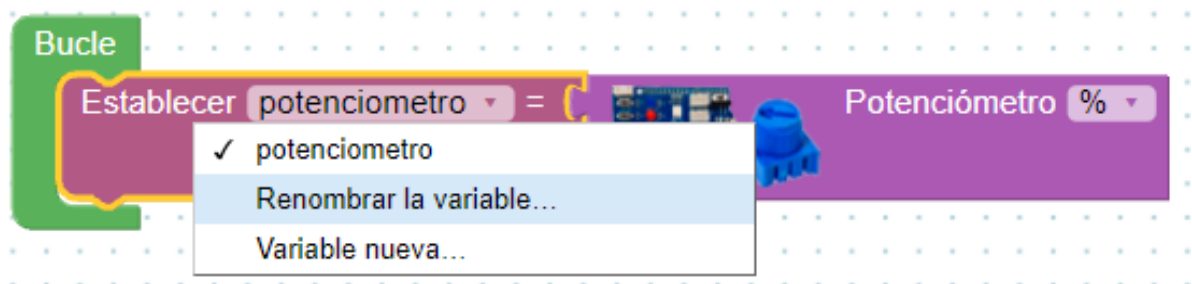 Bucle
Establecer potenciometro = Potenciómetro %
✓ potenciometro
Renombrar la variable...
Variable nueva...